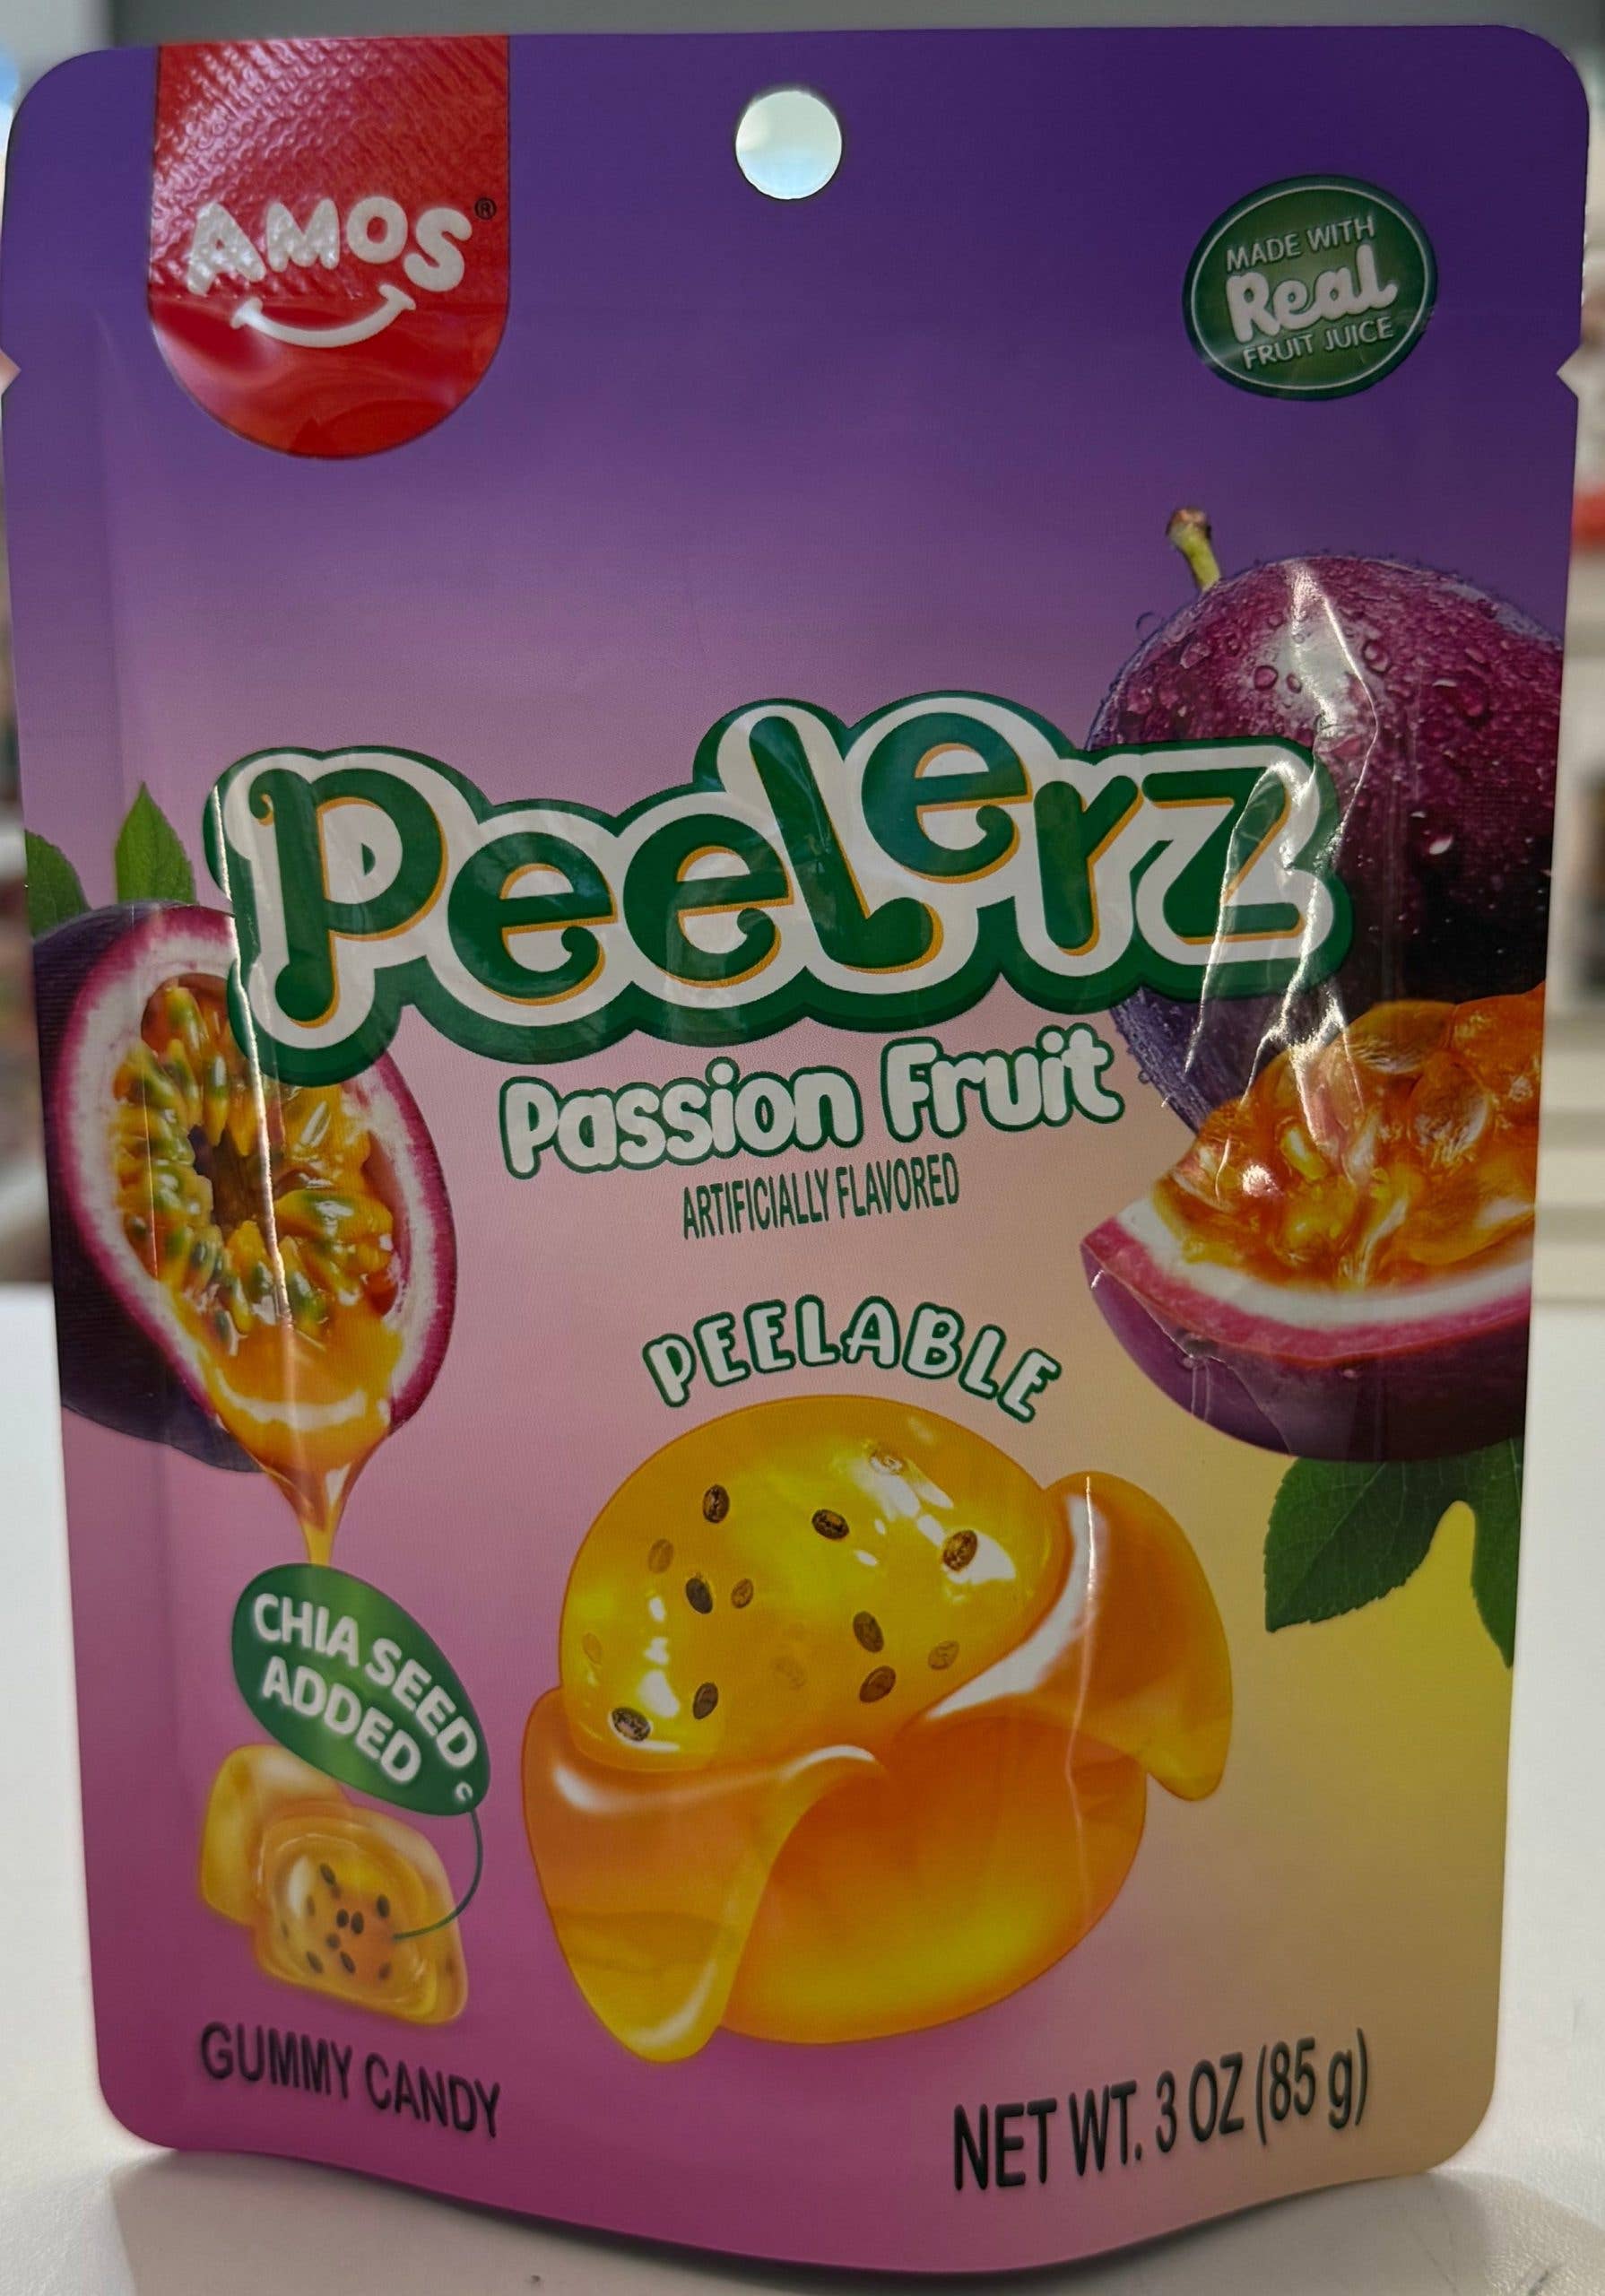 AMOS®
MADE WITH
Real
FRUIT JUICE
Peelerz
Passion Fruit
ARTIFICIALLY FLAVORED
PEELABLE
CHIA SEED
ADDED
GUMMY CANDY
NET WT. 3 OZ (85 g)